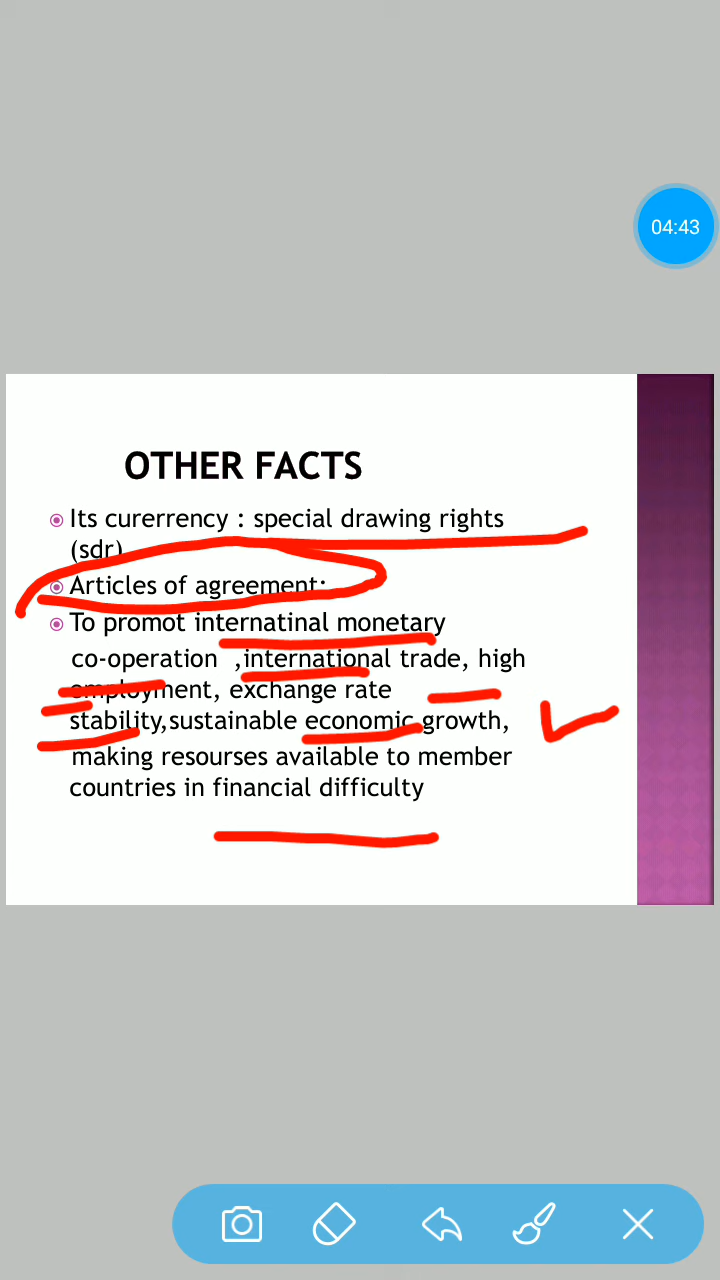 04:43
OTHER FACTS
Its curerrency : special drawing rights
(sdr)
Articles of agreement:
To promot internatinal monetary
co-operation ,international trade, high
employment, exchange rate
stability,sustainable economic growth,
making resourses available to member
countries in financial difficulty